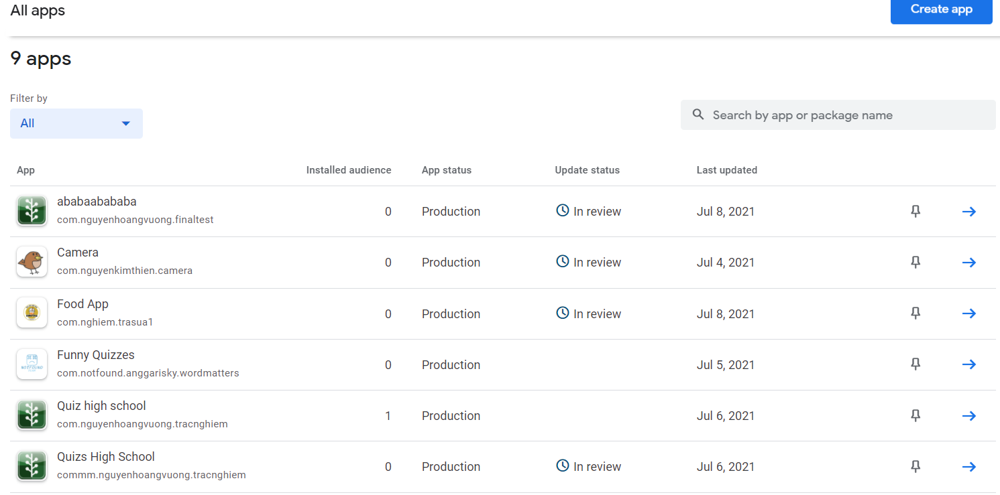 All apps
Create app
9 apps
Filter by
All
Search by app or package name
App Installed audience App status Update status Last updated
ababaabababa
com.nguyenhoangvuong.finaltest
0 Production In review Jul 8, 2021
Camera
com.nguyenkimthien.camera
0 Production In review Jul 4, 2021
Food App
com.nghiem.trasua1
0 Production In review Jul 8, 2021
Funny Quizzes
com.notfound.anggarisky.wordmatters
0 Production Jul 5, 2021
NOTFOUND
Quiz high school
com.nguyenhoangvuong.tracnghiem
1 Production Jul 6, 2021
Quizs High School
commm.nguyenhoangvuong.tracnghiem
0 Production In review Jul 6, 2021